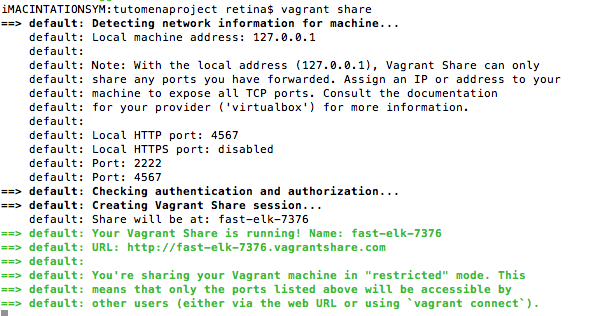 iMACINTATIONSYM:tutomenaproject retina$ vagrant share
==> default: Detecting network information for machine...
default: Local machine address: 127.0.0.1
default:
default: Note: With the local address (127.0.0.1), Vagrant Share can only
default: share any ports you have forwarded. Assign an IP or address to your
default: machine to expose all TCP ports. Consult the documentation
default: for your provider ('virtualbox') for more information.
default:
default: Local HTTP port: 4567
default: Local HTTPS port: disabled
default: Port: 2222
default: Port: 4567
==> default: Checking authentication and authorization...
==> default: Creating Vagrant Share session...
default: Share will be at: fast-elk-7376
==> default: Your Vagrant Share is running! Name: fast-elk-7376
==> default: URL: http://fast-elk-7376.vagrantshare.com
==> default:
==> default: You're sharing your Vagrant machine in "restricted" mode. This
==> default: means that only the ports listed above will be accessible by
==> default: other users (either via the web URL or using `vagrant connect`).